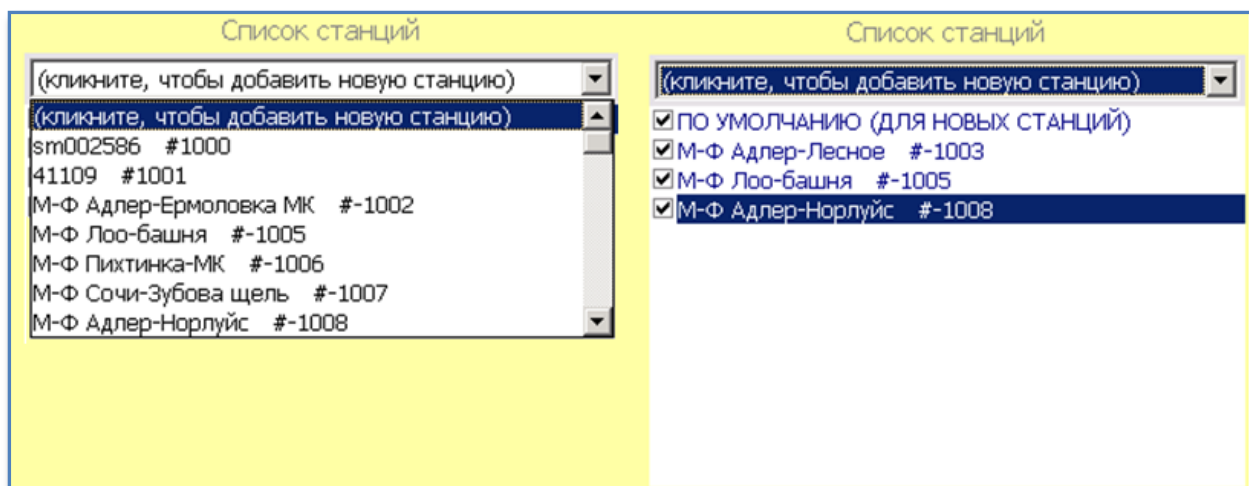 Список станций
(кликните, чтобы добавить новую станцию)
(кликните, чтобы добавить новую станцию)
sm002586 #1000
41109 #1001
М-Ф Адлер-Ермоловка МК #-1002
М-Ф Лоо-башня #-1005
М-Ф Пихтинка-МК #-1006
М-Ф Сочи-Зубова щель #-1007
М-Ф Адлер-Норлуйс #-1008
Список станций
(кликните, чтобы добавить новую станцию)
ПО УМОЛЧАНИЮ (ДЛЯ НОВЫХ СТАНЦИЙ)
М-Ф Адлер-Лесное #-1003
М-Ф Лоо-башня #-1005
М-Ф Адлер-Норлуйс #-1008